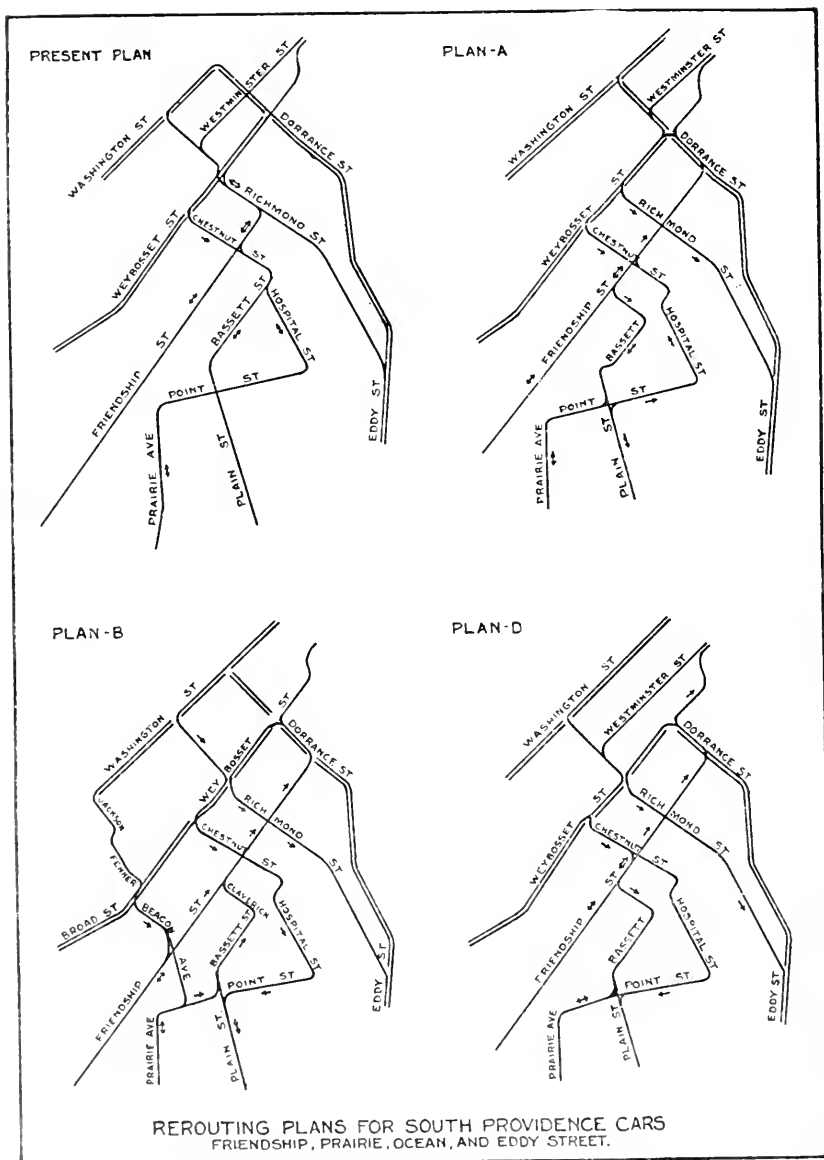 PRESENT PLAN
WASHINGTON ST
WESTMINSTER ST
DORRANCE ST
RICHMOND ST
WEYBOSSET ST
CHESTNUT ST
FRIENDSHIP ST
BASSETT ST
HOSPITAL ST
POINT ST
PRAIRIE AVE
PLAIN ST
EDDY ST
PLAN-A
WASHINGTON ST
WESTMINSTER ST
DORRANCE ST
WEYBOSSET ST
RICHMOND ST
CHESTNUT ST
FRIENDSHIP ST
BASSETT
HOSPITAL ST
POINT ST
PRAIRIE AVE
PLAIN ST
EDDY ST
PLAN-B
WASHINGTON ST
WEYBOSSET ST
DORRANCE ST
JACKSON
FENNER
RICHMOND ST
CHESTNUT ST
BROAD ST
BEACON AVE
CLAVERICK
FRIENDSHIP ST
BASSETT ST
HOSPITAL ST
POINT ST
PRAIRIE AVE
PLAIN ST.
EDDY ST
PLAN-D
WASHINGTON ST
WESTMINSTER ST
DORRANCE ST
WEYBOSSET ST
RICHMOND ST
CHESTNUT ST
FRIENDSHIP ST
BASSETT
HOSPITAL ST
POINT ST.
PRAIRIE AVE
PLAIN ST.
EDDY ST
REROUTING PLANS FOR SOUTH PROVIDENCE CARS
FRIENDSHIP, PRAIRIE, OCEAN, AND EDDY STREET.